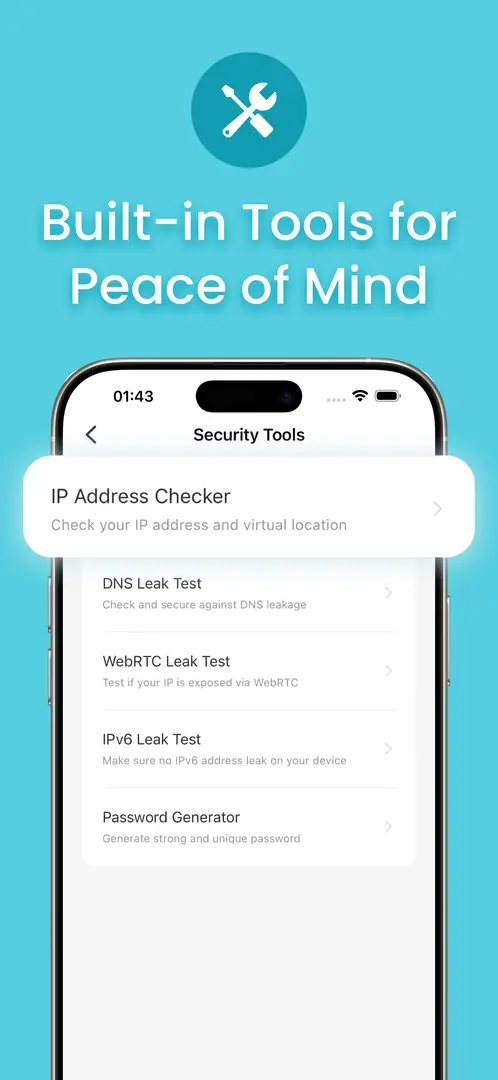 Built-in Tools for
Peace of Mind
01:43
Security Tools
IP Address Checker
Check your IP address and virtual location
DNS Leak Test
Check and secure against DNS leakage
WebRTC Leak Test
Test if your IP is exposed via WebRTC
IPv6 Leak Test
Make sure no IPv6 address leak on your device
Password Generator
Generate strong and unique password